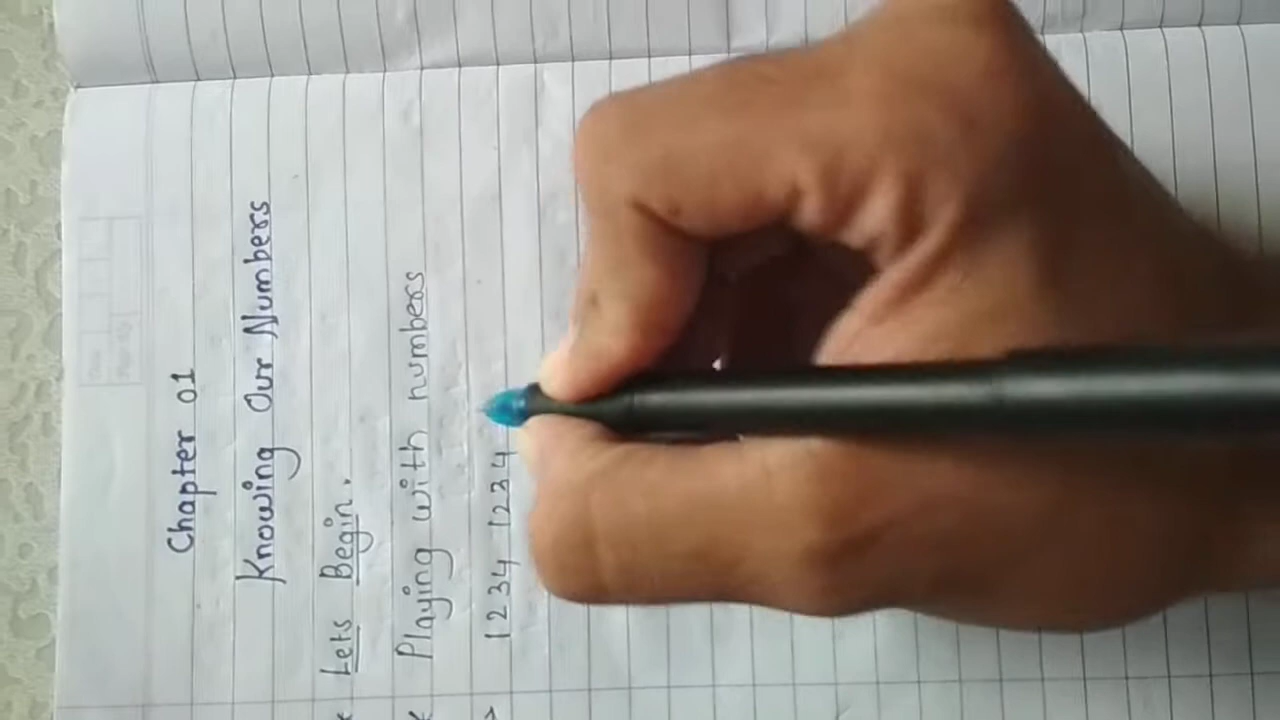 Chapter 01
Knowing Our Numbers
* Lets Begin.
* Playing with numbers
> 1234 1234